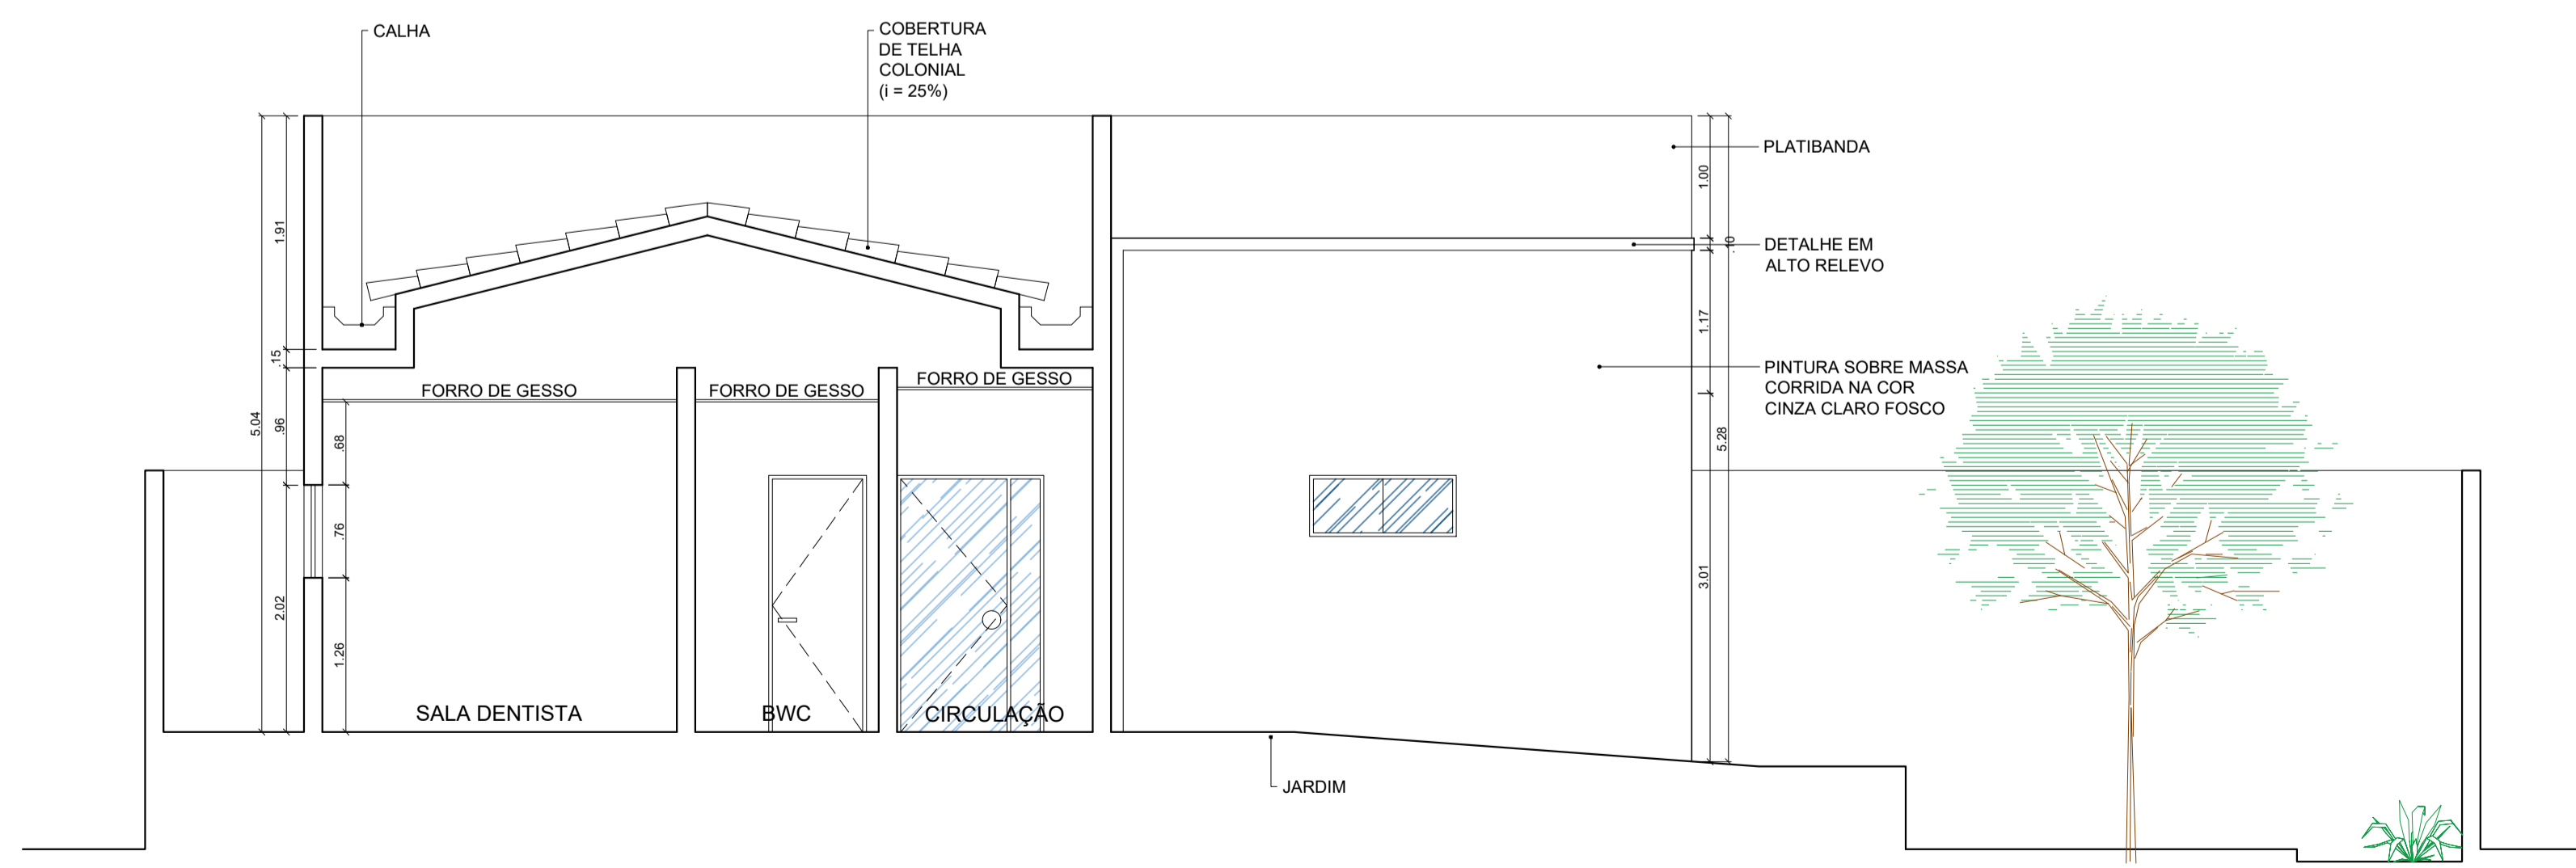 CALHA
COBERTURA
DE TELHA
COLONIAL
(i = 25%)
PLATIBANDA
DETALHE EM
ALTO RELEVO
PINTURA SOBRE MASSA
CORRIDA NA COR
CINZA CLARO FOSCO
FORRO DE GESSO
FORRO DE GESSO
FORRO DE GESSO
SALA DENTISTA
BWC
CIRCULAÇÃO
JARDIM
5.04
1.91
.15
.96
2.02
.68
.76
1.26
1.00
.10
1.17
3.01
5.28